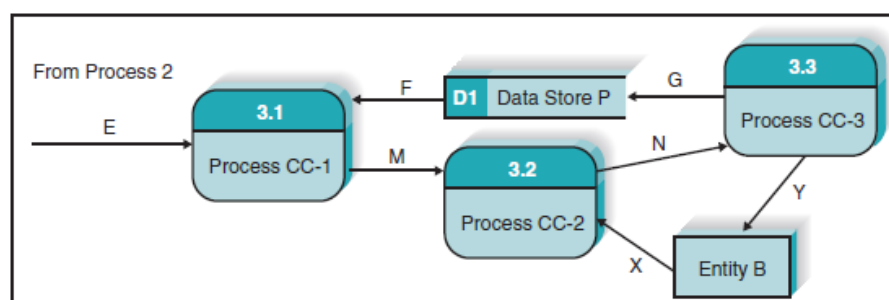 From Process 2
E
3.1
Process CC-1
F
D1 Data Store P
G
3.3
Process CC-3
M
3.2
Process CC-2
N
Y
X
Entity B